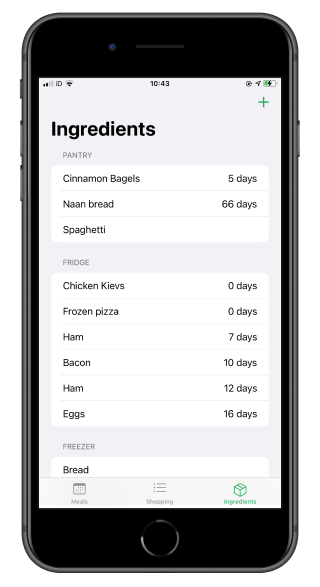 iD 10:43
Ingredients
PANTRY
Cinnamon Bagels 5 days
Naan bread 66 days
Spaghetti
FRIDGE
Chicken Kievs 0 days
Frozen pizza 0 days
Ham 7 days
Bacon 10 days
Ham 12 days
Eggs 16 days
FREEZER
Bread
Meals Shopping Ingredients